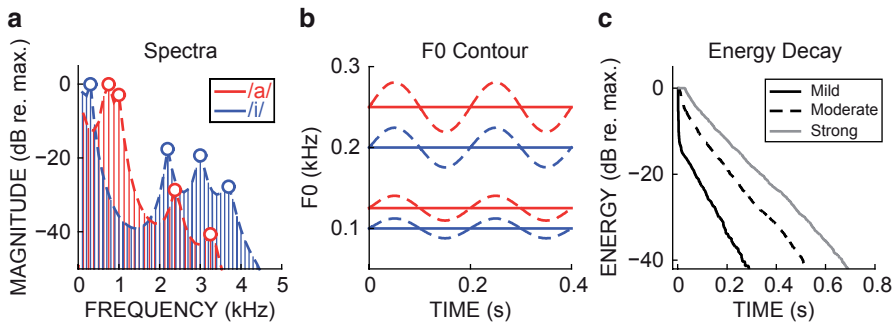 a
Spectra
MAGNITUDE (dB re. max.)
0
−20
−40
/a/
/i/
0 1 2 3 4 5
FREQUENCY (kHz)
b
F0 Contour
F0 (kHz)
0.3
0.2
0.1
0 0.2 0.4
TIME (s)
c
Energy Decay
ENERGY (dB re. max.)
0
−20
−40
Mild
Moderate
Strong
0 0.2 0.4 0.6 0.8
TIME (s)